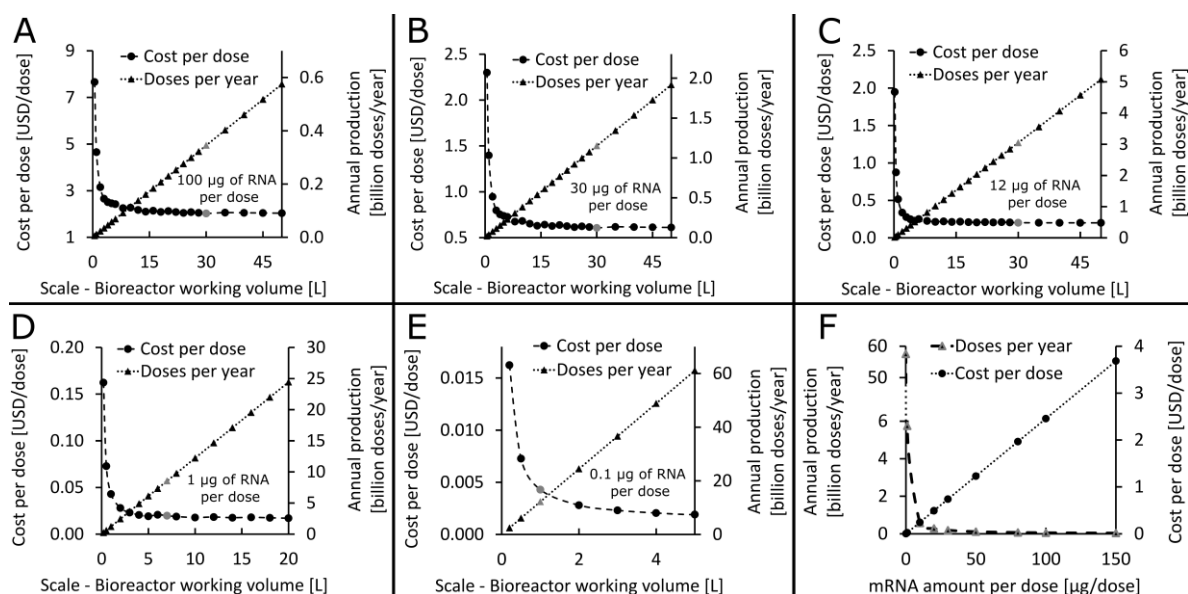 A
Cost per dose
Doses per year
Cost per dose [USD/dose]
9
7
5
3
1
Annual production
[billion doses/year]
0.6
0.4
0.2
0.0
100 µg of RNA
per dose
0 15 30 45
Scale - Bioreactor working volume [L]
B
Cost per dose
Doses per year
Cost per dose [USD/dose]
2.5
2.0
1.5
1.0
0.5
Annual production
[billion doses/year]
2.0
1.5
1.0
0.5
0.0
30 µg of RNA
per dose
0 15 30 45
Scale - Bioreactor working volume [L]
C
Cost per dose
Doses per year
Cost per dose [USD/dose]
2.5
2.0
1.5
1.0
0.5
0.0
Annual production
[billion doses/year]
6
5
4
3
2
1
0
12 µg of RNA
per dose
0 15 30 45
Scale - Bioreactor working volume [L]
D
Cost per dose
Doses per year
Cost per dose [USD/dose]
0.20
0.15
0.10
0.05
0.00
Annual production
[billion doses/year]
30
25
20
15
10
5
0
1 µg of RNA
per dose
0 5 10 15 20
Scale - Bioreactor working volume [L]
E
Cost per dose
Doses per year
Cost per dose [USD/dose]
0.015
0.010
0.005
0.000
Annual production
[billion doses/year]
60
40
20
0
0.1 µg of RNA
per dose
0 2 4
Scale - Bioreactor working volume [L]
F
Doses per year
Cost per dose
Annual production
[billion doses/year]
60
50
6
4
2
0
Cost per dose [USD/dose]
4
3
2
1
0
0 50 100 150
mRNA amount per dose [µg/dose]